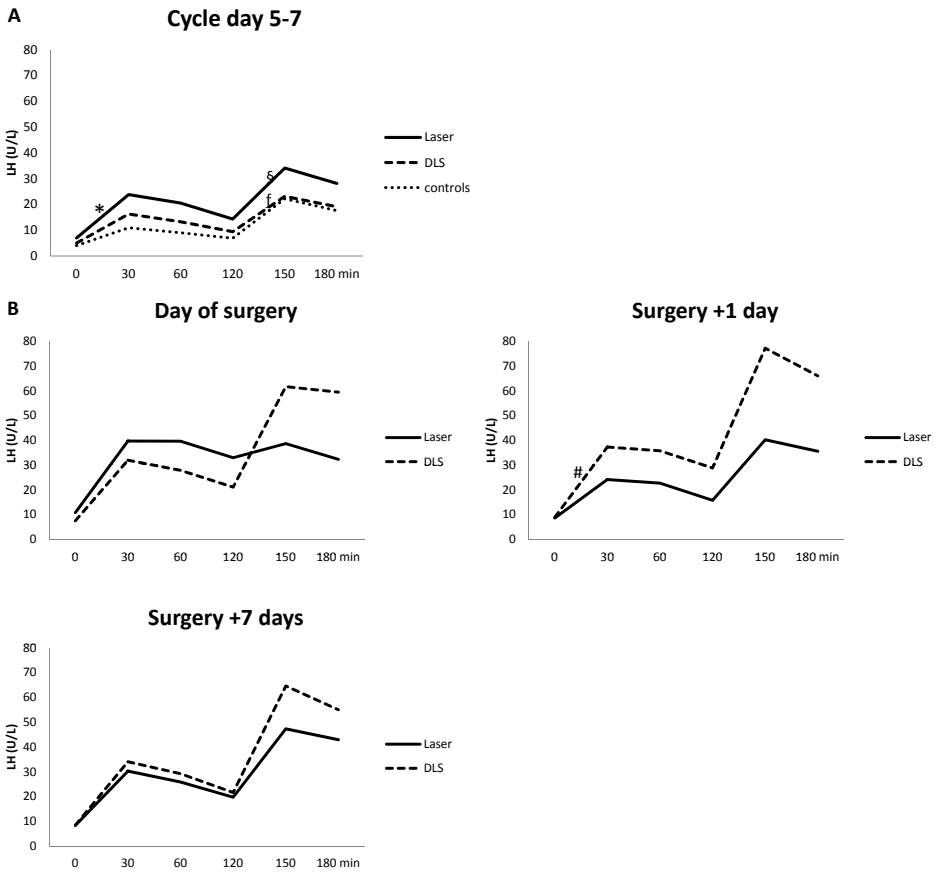 A
Cycle day 5-7
80
70
60
50
40
30
20
10
0
LH (U/L)
*
§
f
0 30 60 120 150 180 min
Laser
DLS
controls
B
Day of surgery
80
70
60
50
40
30
20
10
0
LH (U/L)
0 30 60 120 150 180 min
Laser
DLS
Surgery +1 day
80
70
60
50
40
30
20
10
0
LH (U/L)
#
0 30 60 120 150 180 min
Laser
DLS
Surgery +7 days
80
70
60
50
40
30
20
10
0
LH (U/L)
0 30 60 120 150 180 min
Laser
DLS